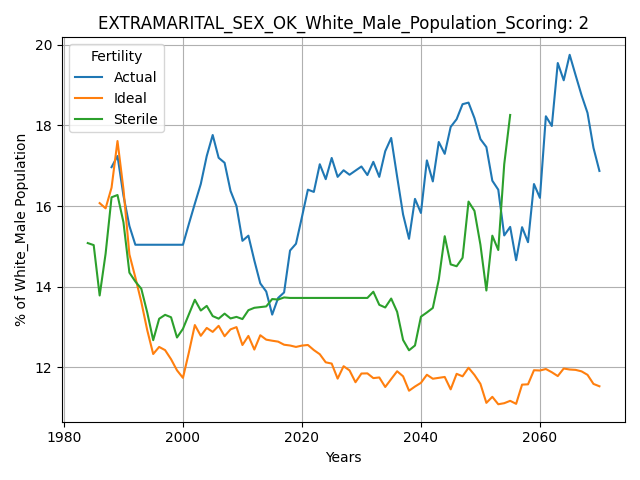 EXTRAMARITAL_SEX_OK_White_Male_Population_Scoring: 2
Fertility
Actual
Ideal
Sterile
% of White_Male Population
20
18
16
14
12
1980
2000
2020
2040
2060
Years